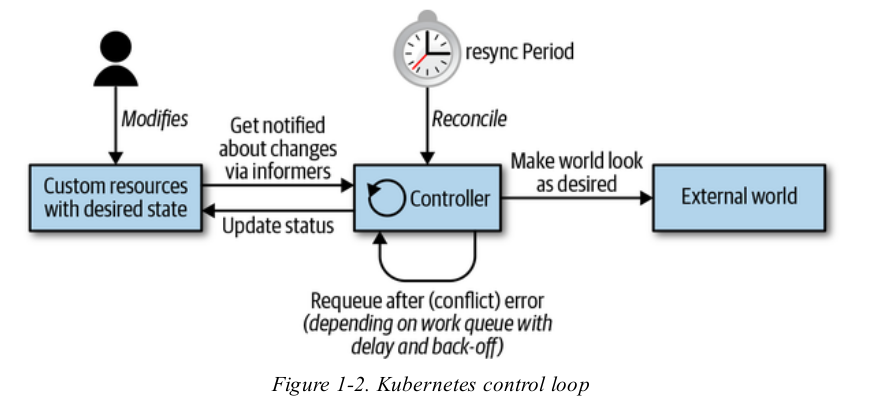 resync Period
Modifies
Reconcile
Get notified
about changes
via informers
Make world look
as desired
Custom resources
with desired state
Controller
External world
Update status
Requeue after (conflict) error
(depending on work queue with
delay and back-off)
Figure 1-2. Kubernetes control loop